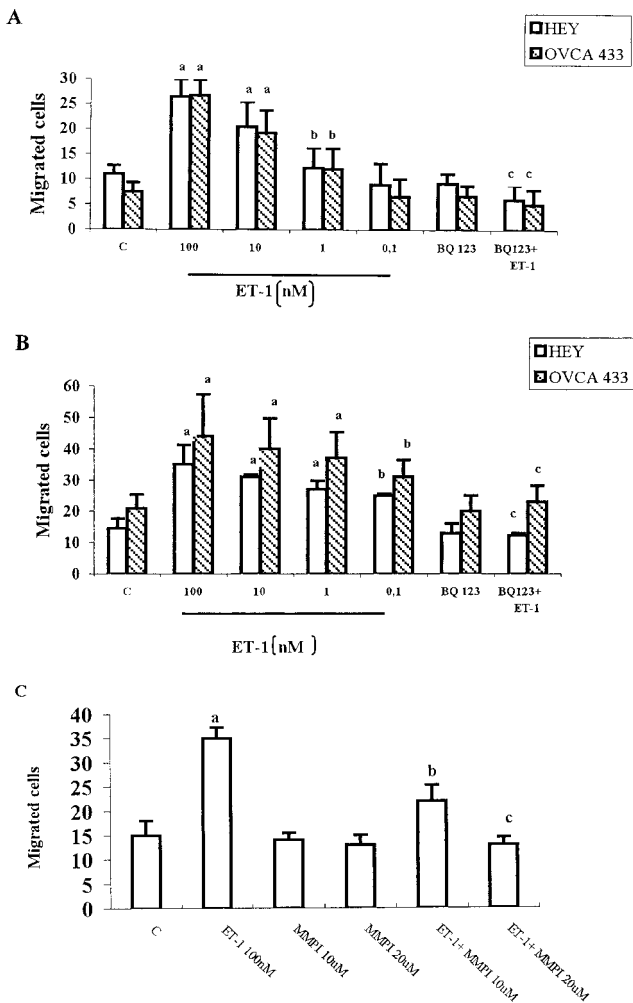 A
HEY
OVCA 433
a a
a a
b b
c c
30
25
20
15
10
5
0
Migrated cells
C 100 10 1 0,1 BQ 123 BQ123+
ET-1
ET-1(nM)
B
HEY
OVCA 433
a a
a a
a a
b b
c c
60
50
40
30
20
10
0
Migrated cells
C 100 10 1 0,1 BQ 123 BQ123+
ET-1
ET-1(nM)
C
a
b
c
40
35
30
25
20
15
10
5
0
Migrated cells
C
ET-1 100nM
MMPI 10uM
MMPI 20uM
ET-1+ MMPI 10uM
ET-1+ MMPI 20uM